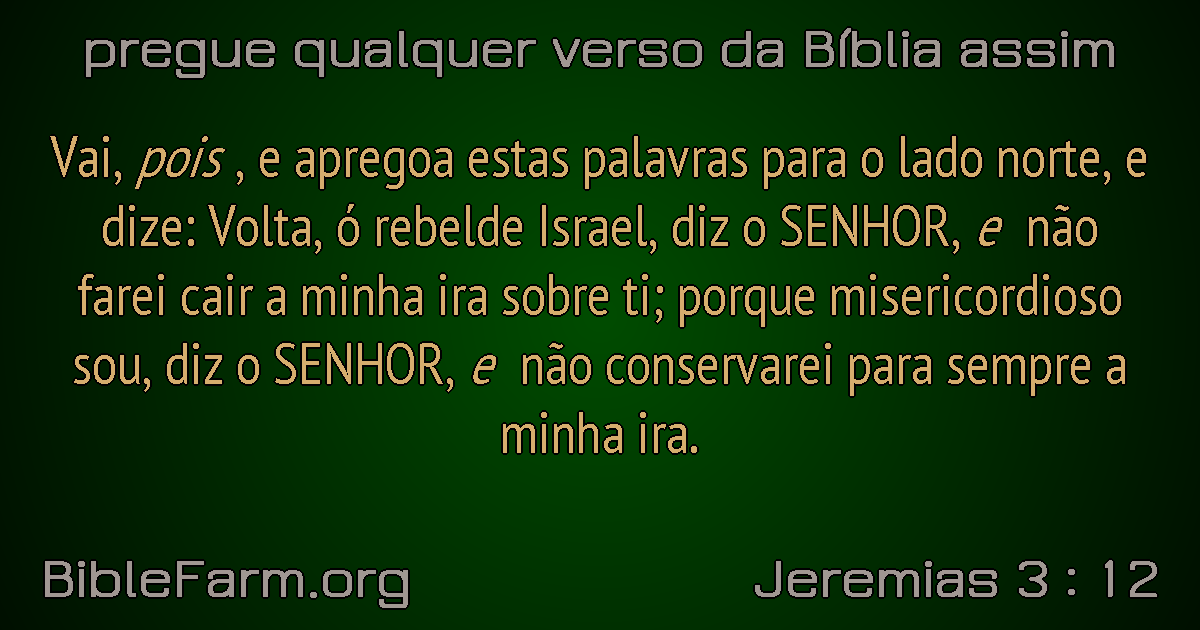 pregue qualquer verso da Bíblia assim
Vai, pois , e apregoa estas palavras para o lado norte, e
dize: Volta, ó rebelde Israel, diz o SENHOR, e não
farei cair a minha ira sobre ti; porque misericordioso
sou, diz o SENHOR, e não conservarei para sempre a
minha ira.
BibleFarm.org
Jeremias 3 : 12